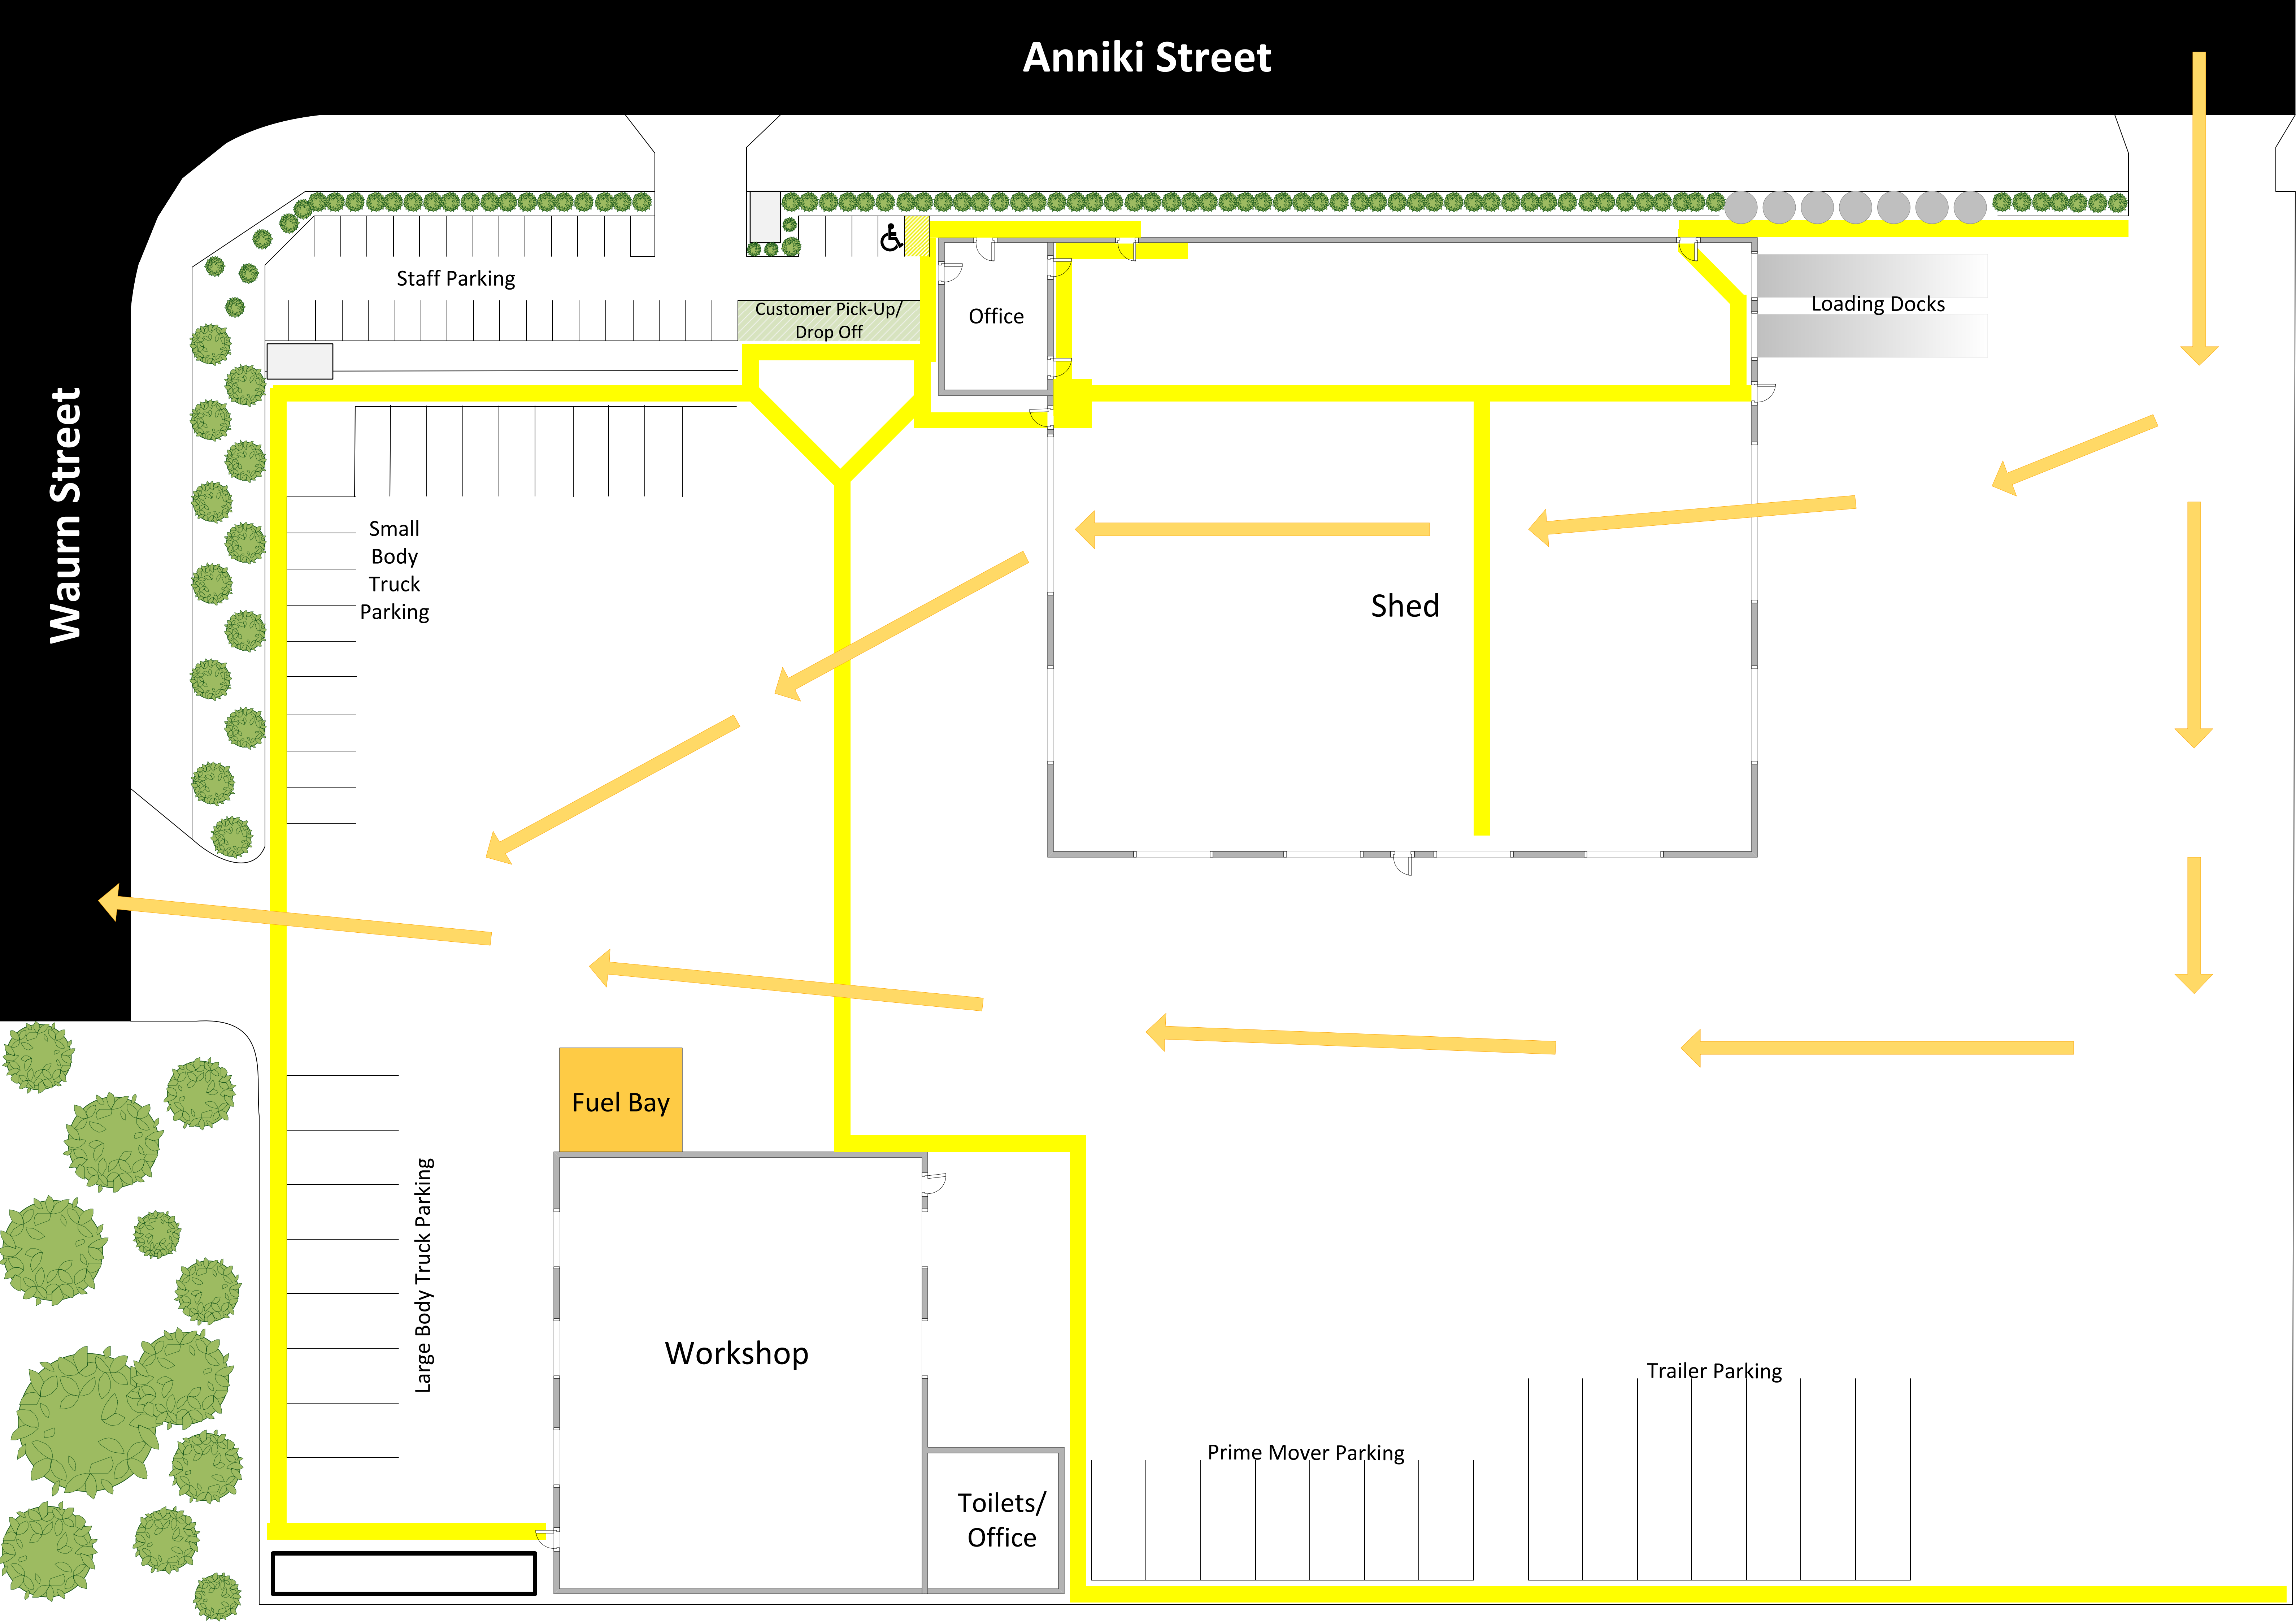 Anniki Street
Waurn Street
Staff Parking
Customer Pick-Up/
Drop Off
Office
Loading Docks
Small
Body
Truck
Parking
Shed
Fuel Bay
Large Body Truck Parking
Workshop
Trailer Parking
Prime Mover Parking
Toilets/
Office